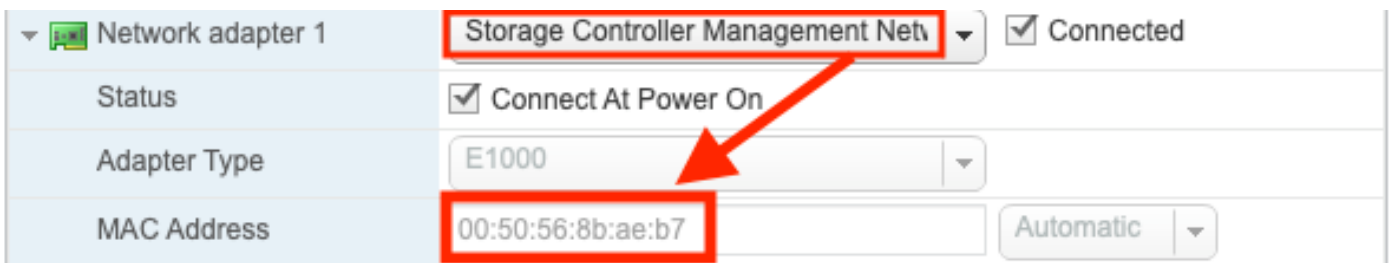 Network adapter 1 Storage Controller Management Netw Connected
Status Connect At Power On
Adapter Type E1000
MAC Address 00:50:56:8b:ae:b7 Automatic